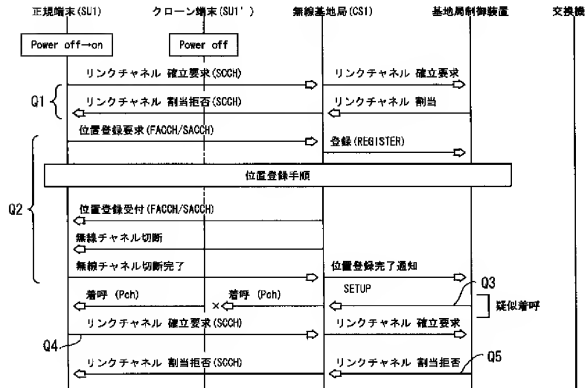 正規端末(SU1) クローン端末(SU1') 無線基地局(CS1) 基地局制御装置 交換機
Power off→on Power off
リンクチャネル 確立要求(SCCH) リンクチャネル 確立要求
Q1
リンクチャネル 割当拒否(SCCH) リンクチャネル 割当
位置登録要求(FACCH/SACCH) 登録(REGISTER)
位置登録手順
Q2
位置登録受付(FACCH/SACCH)
無線チャネル切断
無線チャネル切断完了 位置登録完了通知
着呼 (Pch) × 着呼 (Pch) SETUP Q3
疑似着呼
リンクチャネル 確立要求(SCCH) リンクチャネル 確立要求
Q4
リンクチャネル 割当拒否(SCCH) リンクチャネル 割当拒否 Q5